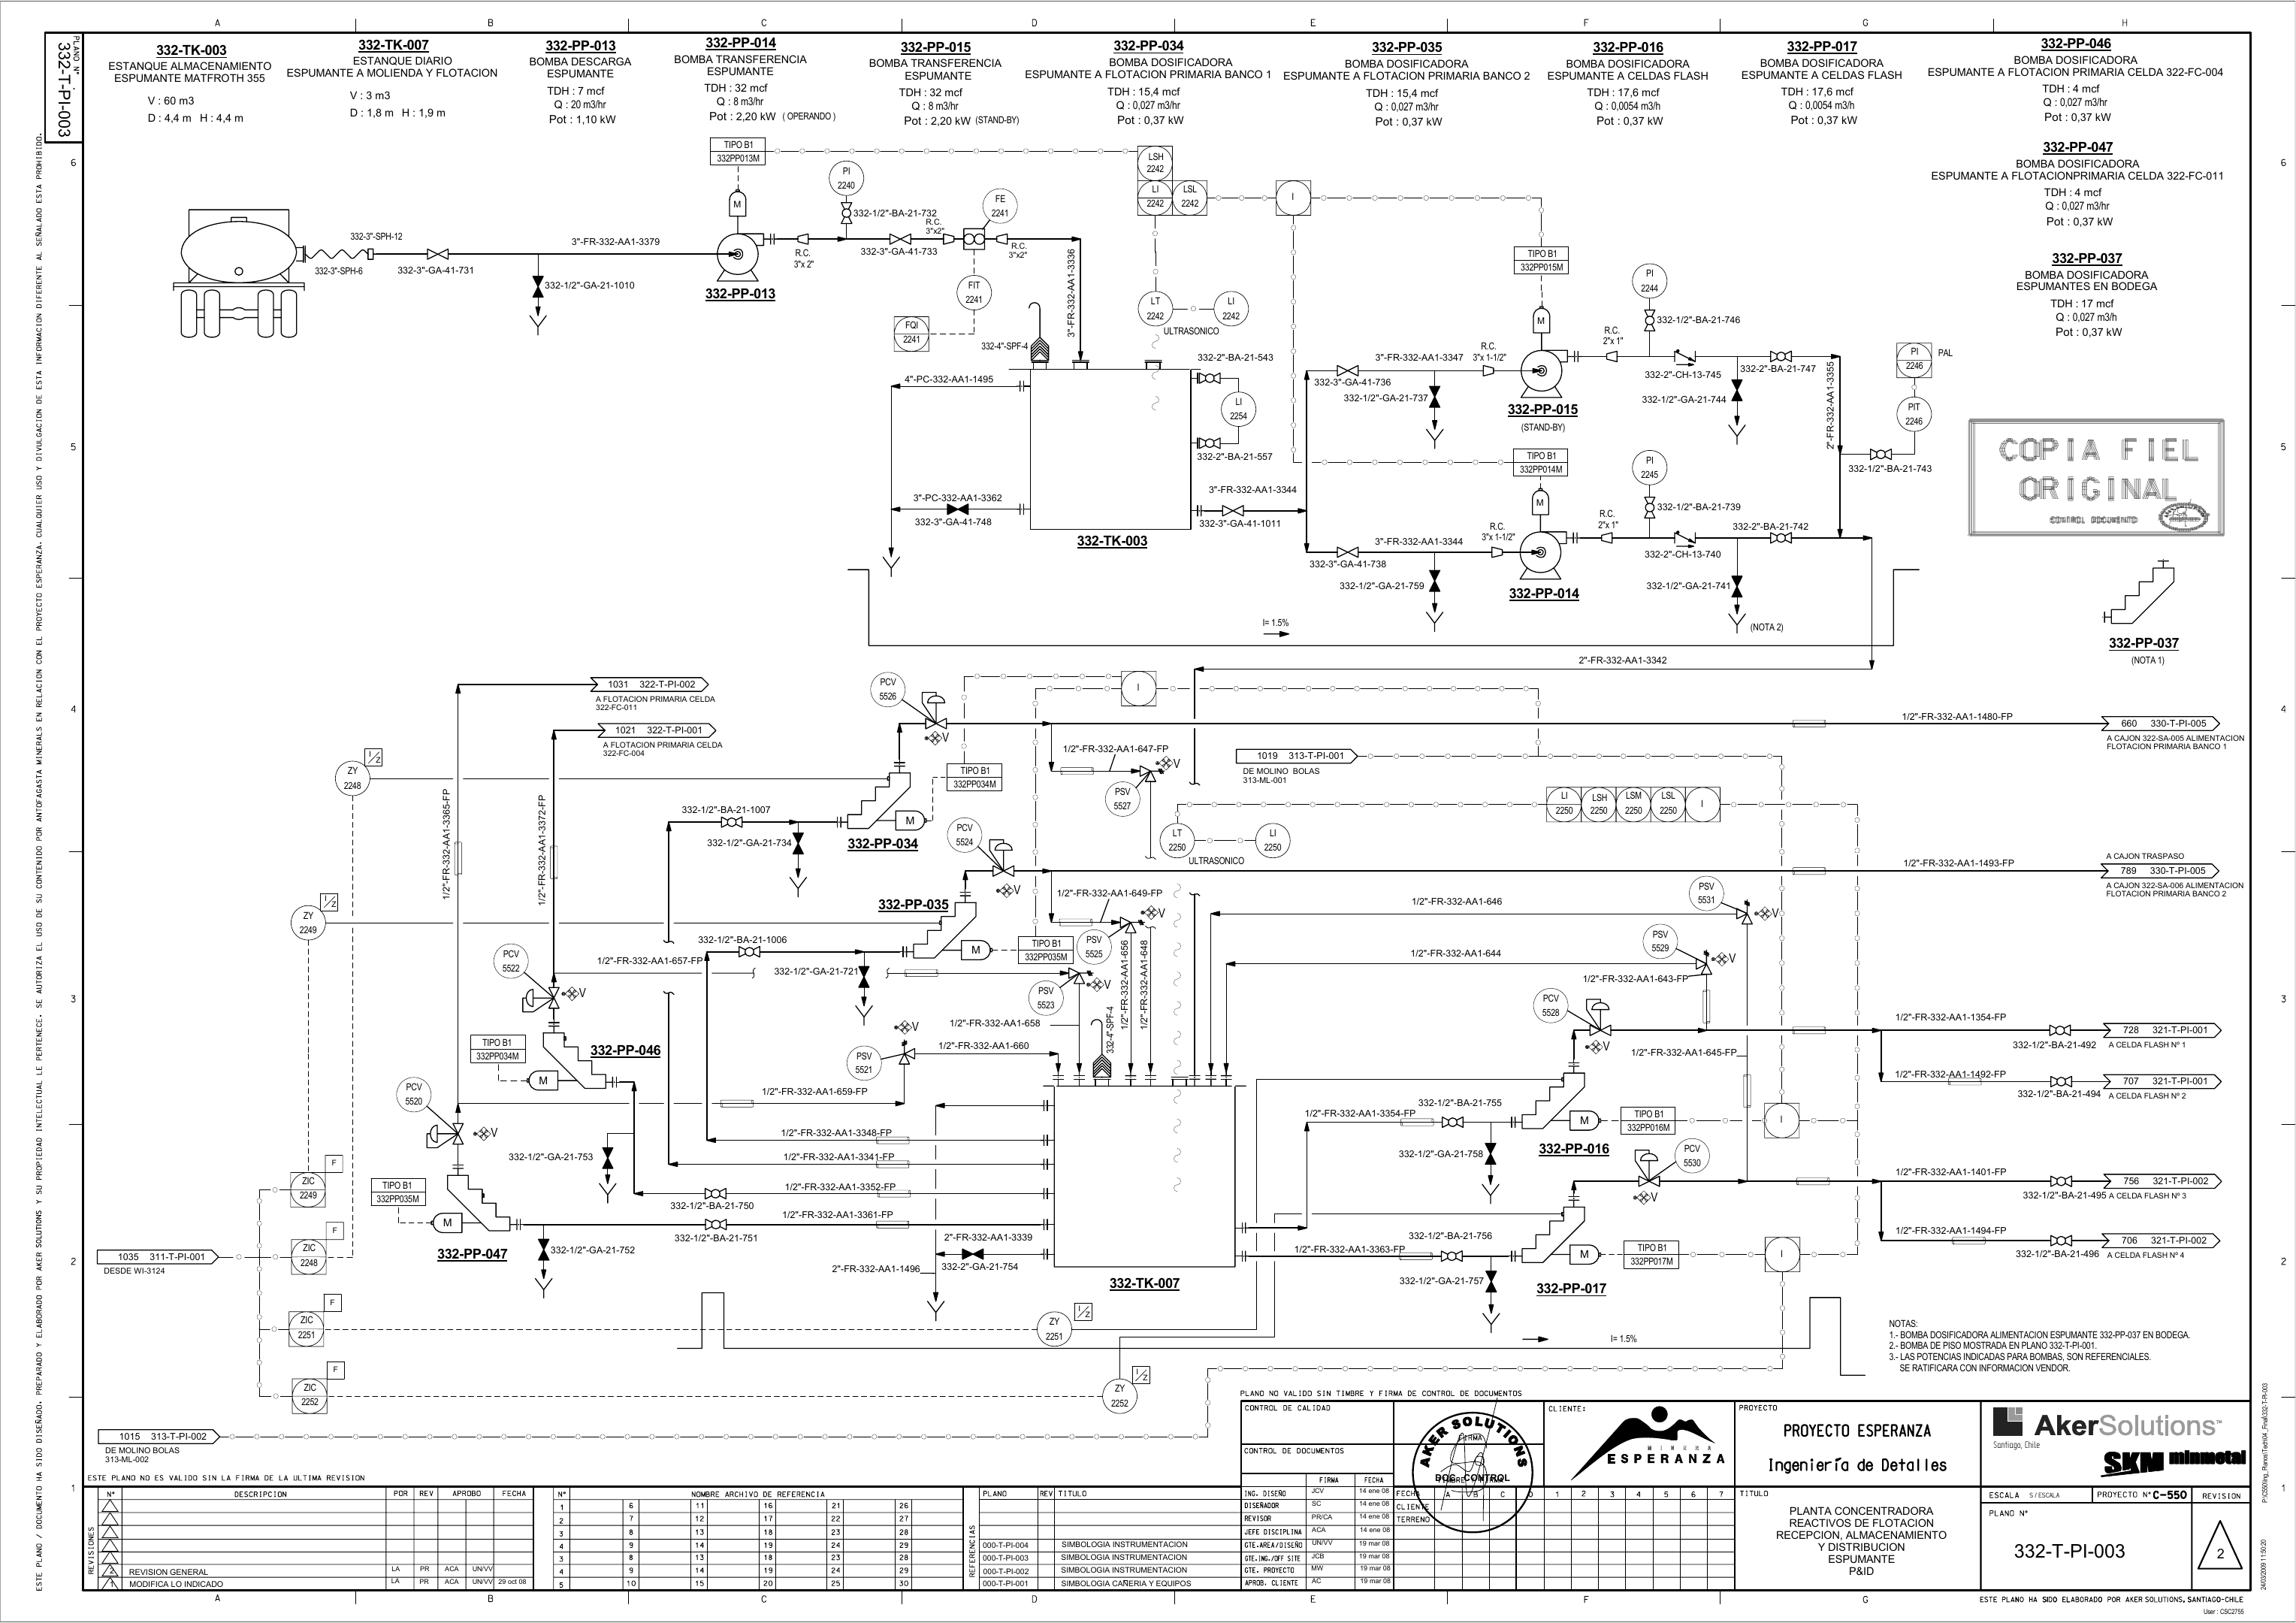 A B C D E F G H
PLANO Nº
332-T-PI-003
332-TK-003
ESTANQUE ALMACENAMIENTO
ESPUMANTE MATFROTH 355
V : 60 m3
D : 4,4 m H : 4,4 m
332-TK-007
ESTANQUE DIARIO
ESPUMANTE A MOLIENDA Y FLOTACION
V : 3 m3
D : 1,8 m H : 1,9 m
332-PP-013
BOMBA DESCARGA
ESPUMANTE
TDH : 7 mcf
Q : 20 m3/hr
Pot : 1,10 kW
332-PP-014
BOMBA TRANSFERENCIA
ESPUMANTE
TDH : 32 mcf
Q : 8 m3/hr
Pot : 2,20 kW ( OPERANDO )
332-PP-015
BOMBA TRANSFERENCIA
ESPUMANTE
TDH : 32 mcf
Q : 8 m3/hr
Pot : 2,20 kW (STAND-BY)
332-PP-034
BOMBA DOSIFICADORA
ESPUMANTE A FLOTACION PRIMARIA BANCO 1
TDH : 15,4 mcf
Q : 0,027 m3/hr
Pot : 0,37 kW
332-PP-035
BOMBA DOSIFICADORA
ESPUMANTE A FLOTACION PRIMARIA BANCO 2
TDH : 15,4 mcf
Q : 0,027 m3/hr
Pot : 0,37 kW
332-PP-016
BOMBA DOSIFICADORA
ESPUMANTE A CELDAS FLASH
TDH : 17,6 mcf
Q : 0,0054 m3/h
Pot : 0,37 kW
332-PP-017
BOMBA DOSIFICADORA
ESPUMANTE A CELDAS FLASH
TDH : 17,6 mcf
Q : 0,0054 m3/h
Pot : 0,37 kW
332-PP-046
BOMBA DOSIFICADORA
ESPUMANTE A FLOTACION PRIMARIA CELDA 322-FC-004
TDH : 4 mcf
Q : 0,027 m3/hr
Pot : 0,37 kW
332-PP-047
BOMBA DOSIFICADORA
ESPUMANTE A FLOTACIONPRIMARIA CELDA 322-FC-011
TDH : 4 mcf
Q : 0,027 m3/hr
Pot : 0,37 kW
332-PP-037
BOMBA DOSIFICADORA
ESPUMANTES EN BODEGA
TDH : 17 mcf
Q : 0,027 m3/h
Pot : 0,37 kW
6
TIPO B1
332PP013M
M
332-3"-SPH-12
332-3"-SPH-6
332-3"-GA-41-731
3"-FR-332-AA1-3379
332-1/2"-GA-21-1010
332-PP-013
R.C.
3"x 2"
PI
2240
332-1/2"-BA-21-732
332-3"-GA-41-733
R.C.
3"x2"
FE
2241
R.C.
3"x2"
FIT
2241
FQI
2241
3"-FR-332-AA1-3336
LSH
2242
LI
2242
LSL
2242
I
LT
2242
LI
2242
ULTRASONICO
332-4"-SPF-4
4"-PC-332-AA1-1495
332-2"-BA-21-543
LI
2254
332-2"-BA-21-557
3"-PC-332-AA1-3362
332-3"-GA-41-748
332-TK-003
3"-FR-332-AA1-3344
332-3"-GA-41-1011
TIPO B1
332PP015M
M
3"-FR-332-AA1-3347
332-3"-GA-41-736
332-1/2"-GA-21-737
R.C.
3"x 1-1/2"
332-PP-015
(STAND-BY)
R.C.
2"x 1"
PI
2244
332-1/2"-BA-21-746
332-2"-CH-13-745
332-2"-BA-21-747
332-1/2"-GA-21-744
2"-FR-332-AA1-3355
PI
2246
PAL
PIT
2246
332-1/2"-BA-21-743
5
TIPO B1
332PP014M
M
3"-FR-332-AA1-3344
332-3"-GA-41-738
332-1/2"-GA-21-759
R.C.
3"x 1-1/2"
332-PP-014
R.C.
2"x 1"
PI
2245
332-1/2"-BA-21-739
332-2"-CH-13-740
332-2"-BA-21-742
332-1/2"-GA-21-741
(NOTA 2)
COPIA FIEL
ORIGINAL
CONTROL DOCUMENTO
332-PP-037
(NOTA 1)
I= 1.5%
2"-FR-332-AA1-3342
4
1031 322-T-PI-002
A FLOTACION PRIMARIA CELDA
322-FC-011
1021 322-T-PI-001
A FLOTACION PRIMARIA CELDA
322-FC-004
PCV
5526
V
I
1/2"-FR-332-AA1-1480-FP
660 330-T-PI-005
A CAJON 322-SA-005 ALIMENTACION
FLOTACION PRIMARIA BANCO 1
ZY
2248
I/Z
TIPO B1
332PP034M
M
1/2"-FR-332-AA1-647-FP
PSV
5527
V
1019 313-T-PI-001
DE MOLINO BOLAS
313-ML-001
1/2"-FR-332-AA1-3365-FP
1/2"-FR-332-AA1-3372-FP
332-1/2"-BA-21-1007
332-1/2"-GA-21-734
332-PP-034
PCV
5524
V
LT
2250
LI
2250
ULTRASONICO
LI
2250
LSH
2250
LSM
2250
LSL
2250
I
1/2"-FR-332-AA1-1493-FP
A CAJON TRASPASO
789 330-T-PI-005
A CAJON 322-SA-006 ALIMENTACION
FLOTACION PRIMARIA BANCO 2
ZY
2249
I/Z
332-PP-035
332-1/2"-BA-21-1006
M
TIPO B1
332PP035M
1/2"-FR-332-AA1-649-FP
PSV
5525
V
1/2"-FR-332-AA1-656
1/2"-FR-332-AA1-648
1/2"-FR-332-AA1-646
PSV
5531
V
1/2"-FR-332-AA1-644
PSV
5529
V
1/2"-FR-332-AA1-643-FP
3
1/2"-FR-332-AA1-657-FP
332-1/2"-GA-21-721
PSV
5523
V
1/2"-FR-332-AA1-658
332-4"-SPF-4
PCV
5522
V
TIPO B1
332PP034M
M
332-PP-046
PSV
5521
V
1/2"-FR-332-AA1-660
1/2"-FR-332-AA1-659-FP
PCV
5520
V
PCV
5528
V
1/2"-FR-332-AA1-1354-FP
332-1/2"-BA-21-492
728 321-T-PI-001
A CELDA FLASH Nº 1
1/2"-FR-332-AA1-645-FP
1/2"-FR-332-AA1-1492-FP
332-1/2"-BA-21-494
707 321-T-PI-001
A CELDA FLASH Nº 2
1/2"-FR-332-AA1-3348-FP
1/2"-FR-332-AA1-3341-FP
1/2"-FR-332-AA1-3352-FP
332-1/2"-BA-21-750
1/2"-FR-332-AA1-3361-FP
332-1/2"-BA-21-751
332-1/2"-GA-21-753
332-1/2"-GA-21-752
TIPO B1
332PP035M
M
332-PP-047
2"-FR-332-AA1-3339
332-2"-GA-21-754
2"-FR-332-AA1-1496
332-TK-007
1/2"-FR-332-AA1-3354-FP
332-1/2"-BA-21-755
332-1/2"-GA-21-758
M
TIPO B1
332PP016M
I
332-PP-016
PCV
5530
V
1/2"-FR-332-AA1-1401-FP
332-1/2"-BA-21-495
756 321-T-PI-002
A CELDA FLASH Nº 3
1/2"-FR-332-AA1-3363-FP
332-1/2"-BA-21-756
332-1/2"-GA-21-757
M
TIPO B1
332PP017M
I
332-PP-017
1/2"-FR-332-AA1-1494-FP
332-1/2"-BA-21-496
706 321-T-PI-002
A CELDA FLASH Nº 4
2
ZIC
2249
F
ZIC
2248
F
1035 311-T-PI-001
DESDE WI-3124
ZIC
2251
F
ZY
2251
I/Z
ZIC
2252
F
ZY
2252
I/Z
I= 1.5%
1015 313-T-PI-002
DE MOLINO BOLAS
313-ML-002
NOTAS:
1.- BOMBA DOSIFICADORA ALIMENTACION ESPUMANTE 332-PP-037 EN BODEGA.
2.- BOMBA DE PISO MOSTRADA EN PLANO 332-T-PI-001.
3.- LAS POTENCIAS INDICADAS PARA BOMBAS, SON REFERENCIALES.
SE RATIFICARA CON INFORMACION VENDOR.
PLANO NO VALIDO SIN TIMBRE Y FIRMA DE CONTROL DE DOCUMENTOS
ESTE PLANO NO ES VALIDO SIN LA FIRMA DE LA ULTIMA REVISION
1
REVISIONES
Nº DESCRIPCION POR REV APROBO FECHA
2 REVISION GENERAL LA PR ACA UN/VV
1 MODIFICA LO INDICADO LA PR ACA UN/VV 29 oct 08
Nº NOMBRE ARCHIVO DE REFERENCIA
1 6 11 16 21 26
2 7 12 17 22 27
3 8 13 18 23 28
4 9 14 19 24 29
3 8 13 18 23 28
4 9 14 19 24 29
5 10 15 20 25 30
REFERENCIAS
PLANO REV TITULO
000-T-PI-004 SIMBOLOGIA INSTRUMENTACION
000-T-PI-003 SIMBOLOGIA INSTRUMENTACION
000-T-PI-002 SIMBOLOGIA INSTRUMENTACION
000-T-PI-001 SIMBOLOGIA CAÑERIA Y EQUIPOS
CONTROL DE CALIDAD
CONTROL DE DOCUMENTOS
FIRMA FECHA
ING. DISEÑO JCV 14 ene 08
DISEÑADOR SC 14 ene 08
REVISOR PR/CA 14 ene 08
JEFE DISCIPLINA ACA 14 ene 08
GTE.AREA/DISEÑO UN/VV 19 mar 08
GTE.ING./OFF SITE JCB 19 mar 08
GTE. PROYECTO MW 19 mar 08
APROB. CLIENTE AC 19 mar 08
AKER SOLUTIONS
FIRMA
DOC. CONTROL
FECHA A B C D 1 2 3 4 5 6 7
CLIENTE
TERRENO
CLIENTE:
MINERA
ESPERANZA
PROYECTO
PROYECTO ESPERANZA
Ingeniería de Detalles
TITULO
PLANTA CONCENTRADORA
REACTIVOS DE FLOTACION
RECEPCION, ALMACENAMIENTO
Y DISTRIBUCION
ESPUMANTE
P&ID
AkerSolutions™
Santiago, Chile
SKM minmetal
ESCALA S / ESCALA
PROYECTO Nº C-550
REVISION
PLANO Nº
332-T-PI-003
2
ESTE PLANO HA SIDO ELABORADO POR AKER SOLUTIONS, SANTIAGO-CHILE
User : CSC2755
24/03/2009 11:50:20
ESTE PLANO / DOCUMENTO HA SIDO DISEÑADO, PREPARADO Y ELABORADO POR AKER SOLUTIONS Y SU PROPIEDAD INTELECTUAL LE PERTENECE. SE AUTORIZA EL USO DE SU CONTENIDO POR ANTOFAGASTA MINERALS EN RELACION CON EL PROYECTO ESPERANZA. CUALQUIER USO Y DIVULGACION DE ESTA INFORMACION DIFERENTE AL SEÑALADO ESTA PROHIBIDO.
A B C D E F G